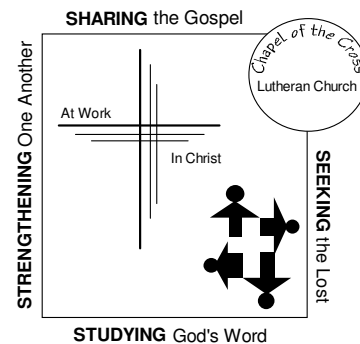 SHARING the Gospel
Chapel of the Cross
Lutheran Church
STRENGTHENING One Another
At Work
In Christ
SEEKING the Lost
STUDYING God's Word